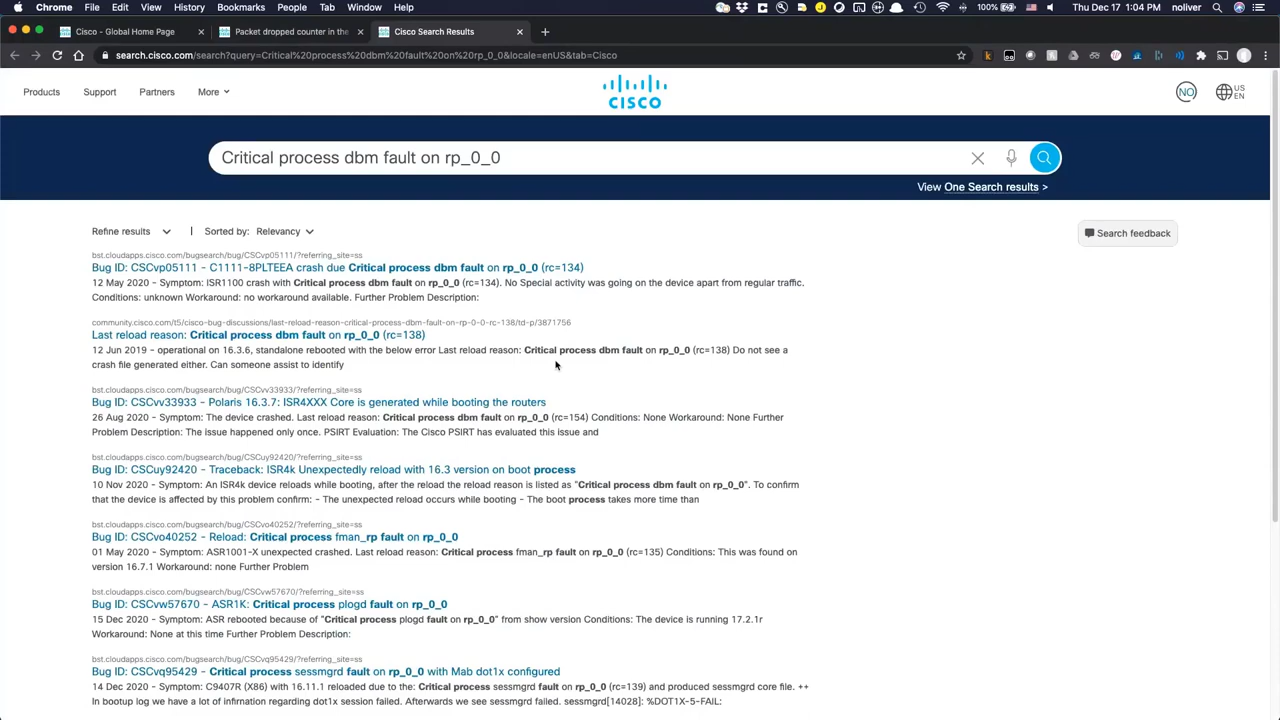 Chrome File Edit View History Bookmarks People Tab Window Help 100% Thu Dec 17 1:04 PM noliver
Cisco - Global Home Page Packet dropped counter in the Cisco Search Results
search.cisco.com/search?query=Critical%20process%20dbm%20fault%20on%20rp_0_0&locale=enUS&tab=Cisco
Products Support Partners More CISCO NO US EN
Critical process dbm fault on rp_0_0
View One Search results >
Refine results | Sorted by: Relevancy Search feedback
bst.cloudapps.cisco.com/bugsearch/bug/CSCvp05111/?referring_site=ss
Bug ID: CSCvp05111 - C1111-8PLTEEA crash due Critical process dbm fault on rp_0_0 (rc=134)
12 May 2020 - Symptom: ISR1100 crash with Critical process dbm fault on rp_0_0 (rc=134). No Special activity was going on the device apart from regular traffic.
Conditions: unknown Workaround: no workaround available. Further Problem Description:
community.cisco.com/t5/cisco-bug-discussions/last-reload-reason-critical-process-dbm-fault-on-rp-0-0-rc-138/td-p/3871756
Last reload reason: Critical process dbm fault on rp_0_0 (rc=138)
12 Jun 2019 - operational on 16.3.6, standalone rebooted with the below error Last reload reason: Critical process dbm fault on rp_0_0 (rc=138) Do not see a
crash file generated either. Can someone assist to identify
bst.cloudapps.cisco.com/bugsearch/bug/CSCvv33933/?referring_site=ss
Bug ID: CSCvv33933 - Polaris 16.3.7: ISR4XXX Core is generated while booting the routers
26 Aug 2020 - Symptom: The device crashed. Last reload reason: Critical process dbm fault on rp_0_0 (rc=154) Conditions: None Workaround: None Further
Problem Description: The issue happened only once. PSIRT Evaluation: The Cisco PSIRT has evaluated this issue and
bst.cloudapps.cisco.com/bugsearch/bug/CSCuy92420/?referring_site=ss
Bug ID: CSCuy92420 - Traceback: ISR4k Unexpectedly reload with 16.3 version on boot process
10 Nov 2020 - Symptom: An ISR4k device reloads while booting, after the reload the reload reason is listed as "Critical process dbm fault on rp_0_0". To confirm
that the device is affected by this problem confirm: - The unexpected reload occurs while booting - The boot process takes more time than
bst.cloudapps.cisco.com/bugsearch/bug/CSCvo40252/?referring_site=ss
Bug ID: CSCvo40252 - Reload: Critical process fman_rp fault on rp_0_0
01 May 2020 - Symptom: ASR1001-X unexpected crashed. Last reload reason: Critical process fman_rp fault on rp_0_0 (rc=135) Conditions: This was found on
version 16.7.1 Workaround: none Further Problem
bst.cloudapps.cisco.com/bugsearch/bug/CSCvw57670/?referring_site=ss
Bug ID: CSCvw57670 - ASR1K: Critical process plogd fault on rp_0_0
15 Dec 2020 - Symptom: ASR rebooted because of "Critical process plogd fault on rp_0_0" from show version Conditions: The device is running 17.2.1r
Workaround: None at this time Further Problem Description:
bst.cloudapps.cisco.com/bugsearch/bug/CSCvq95429/?referring_site=ss
Bug ID: CSCvq95429 - Critical process sessmgrd fault on rp_0_0 with Mab dot1x configured
14 Dec 2020 - Symptom: C9407R (X86) with 16.11.1 reloaded due to the: Critical process sessmgrd fault on rp_0_0 (rc=139) and produced sessmgrd core file. ++
In bootup log we have a lot of infirnation regarding dot1x session failed. Afterwards we see sessmgrd failed. sessmgrd[14028]: %DOT1X-5-FAIL: